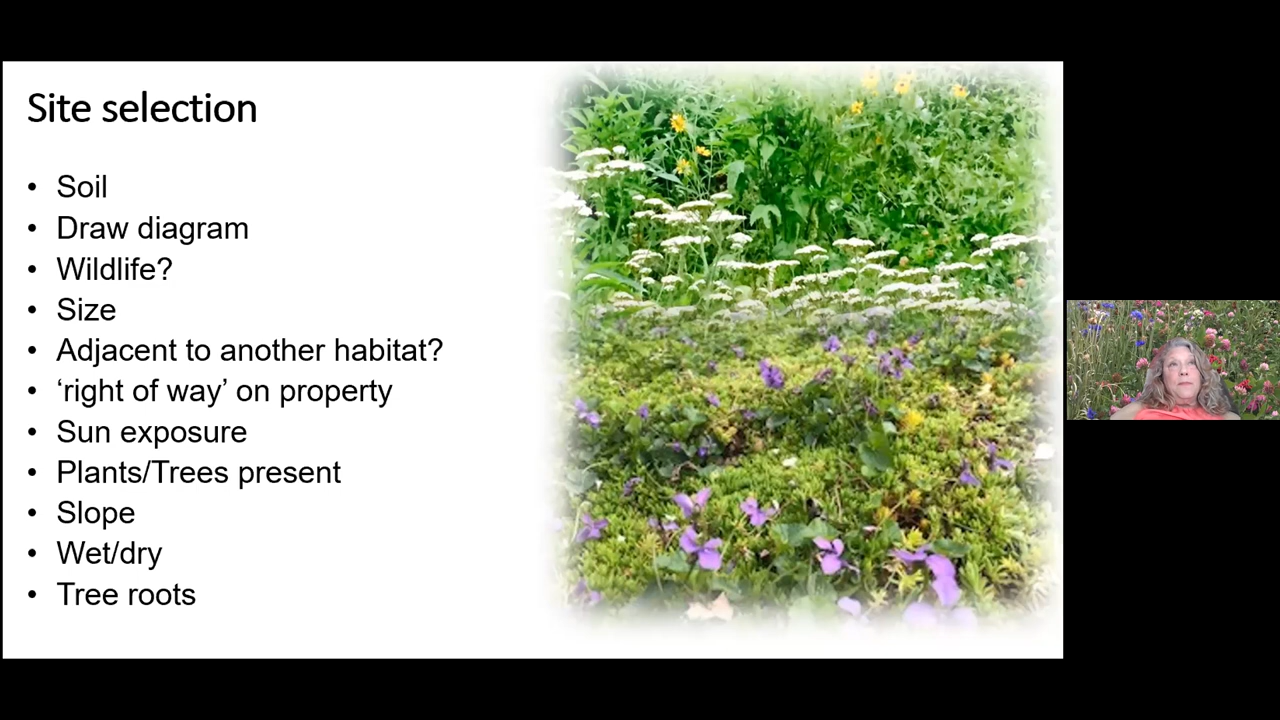 Site selection
• Soil
• Draw diagram
• Wildlife?
• Size
• Adjacent to another habitat?
• ‘right of way’ on property
• Sun exposure
• Plants/Trees present
• Slope
• Wet/dry
• Tree roots